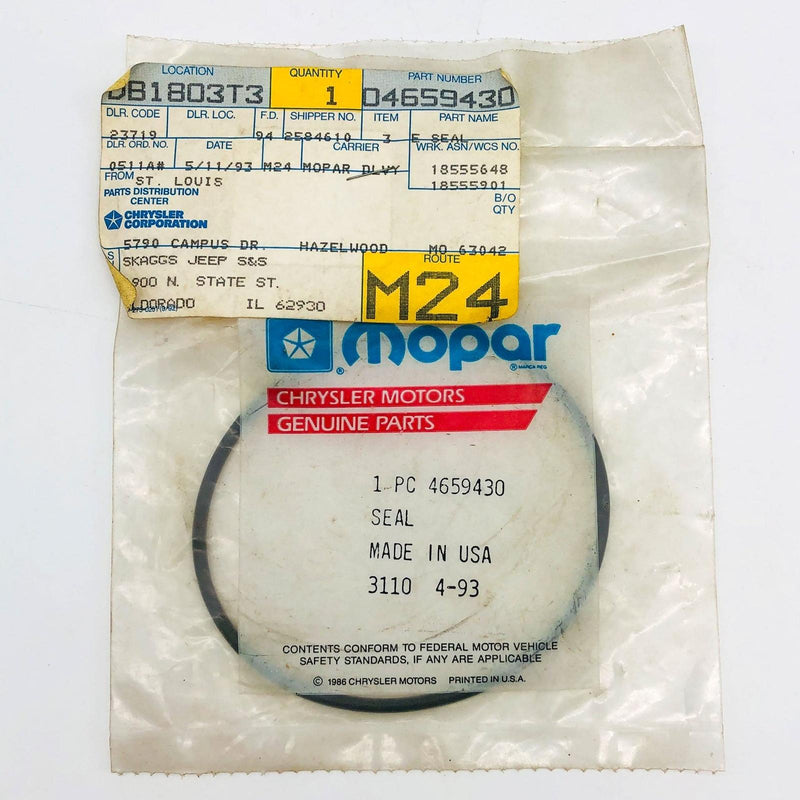 LOCATION QUANTITY PART NUMBER
DB1803T3 1 04659430
DLR. CODE DLR. LOC. F.D. SHIPPER NO. ITEM PART NAME
23719 94 2584610 3 E SEAL
DLR. ORD. NO. DATE CARRIER WRK. ASN/WCS NO.
0511A# 5/11/93 M24 MOPAR DLVY 18555648
FROM ST. LOUIS 18555901
PARTS DISTRIBUTION CENTER B/O QTY
CHRYSLER CORPORATION
5790 CAMPUS DR. HAZELWOOD MO 63042
SKAGGS JEEP S&S ROUTE
900 N. STATE ST. M24
LDORADO IL 62930
mopar
® MARCA REG.
CHRYSLER MOTORS
GENUINE PARTS
1 PC 4659430
SEAL
MADE IN USA
3110 4-93
CONTENTS CONFORM TO FEDERAL MOTOR VEHICLE
SAFETY STANDARDS, IF ANY ARE APPLICABLE
© 1986 CHRYSLER MOTORS PRINTED IN U.S.A.